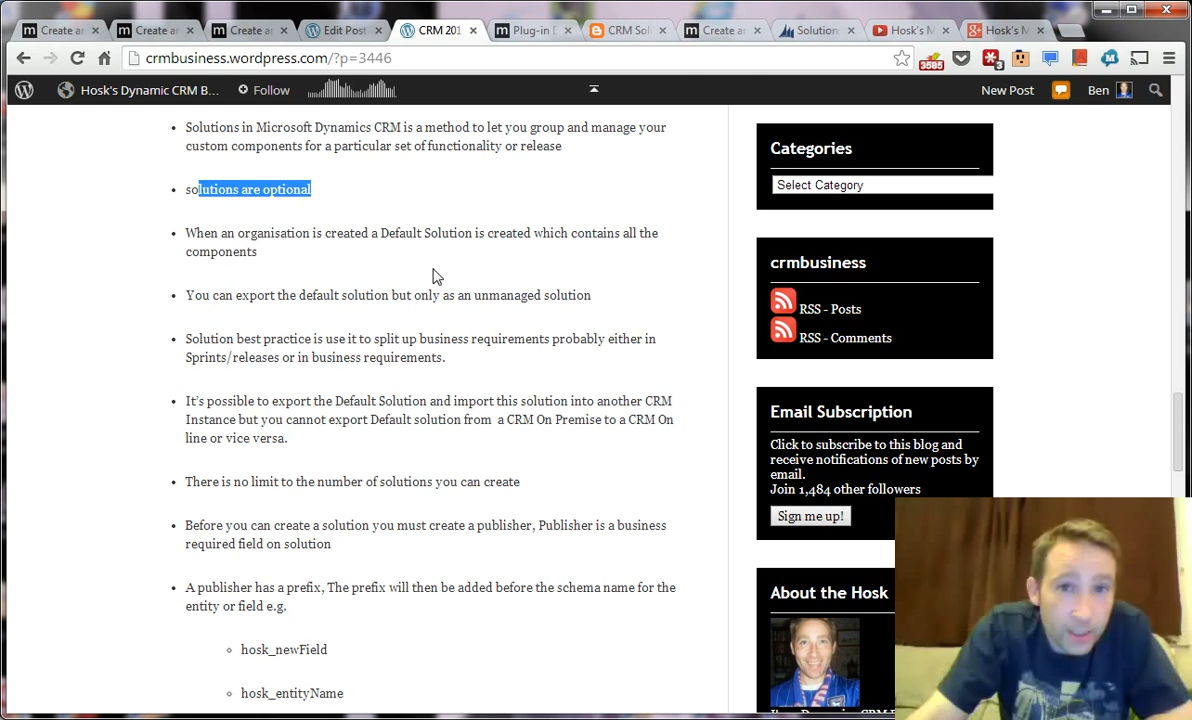 Create a
Create a
Create a
Edit Post
CRM 201
Plug-in D
CRM Sol
Create a
Solution
Hosk's M
Hosk's M
crmbusiness.wordpress.com/?p=3446
3585
3
Hosk's Dynamic CRM B...
Follow
New Post
Ben
Solutions in Microsoft Dynamics CRM is a method to let you group and manage your
custom components for a particular set of functionality or release
solutions are optional
When an organisation is created a Default Solution is created which contains all the
components
You can export the default solution but only as an unmanaged solution
Solution best practice is use it to split up business requirements probably either in
Sprints/releases or in business requirements.
It's possible to export the Default Solution and import this solution into another CRM
Instance but you cannot export Default solution from a CRM On Premise to a CRM On
line or vice versa.
There is no limit to the number of solutions you can create
Before you can create a solution you must create a publisher, Publisher is a business
required field on solution
A publisher has a prefix, The prefix will then be added before the schema name for the
entity or field e.g.
hosk_newField
hosk_entityName
Categories
Select Category
crmbusiness
RSS - Posts
RSS - Comments
Email Subscription
Click to subscribe to this blog and
receive notifications of new posts by
email.
Join 1,484 other followers
Sign me up!
About the Hosk